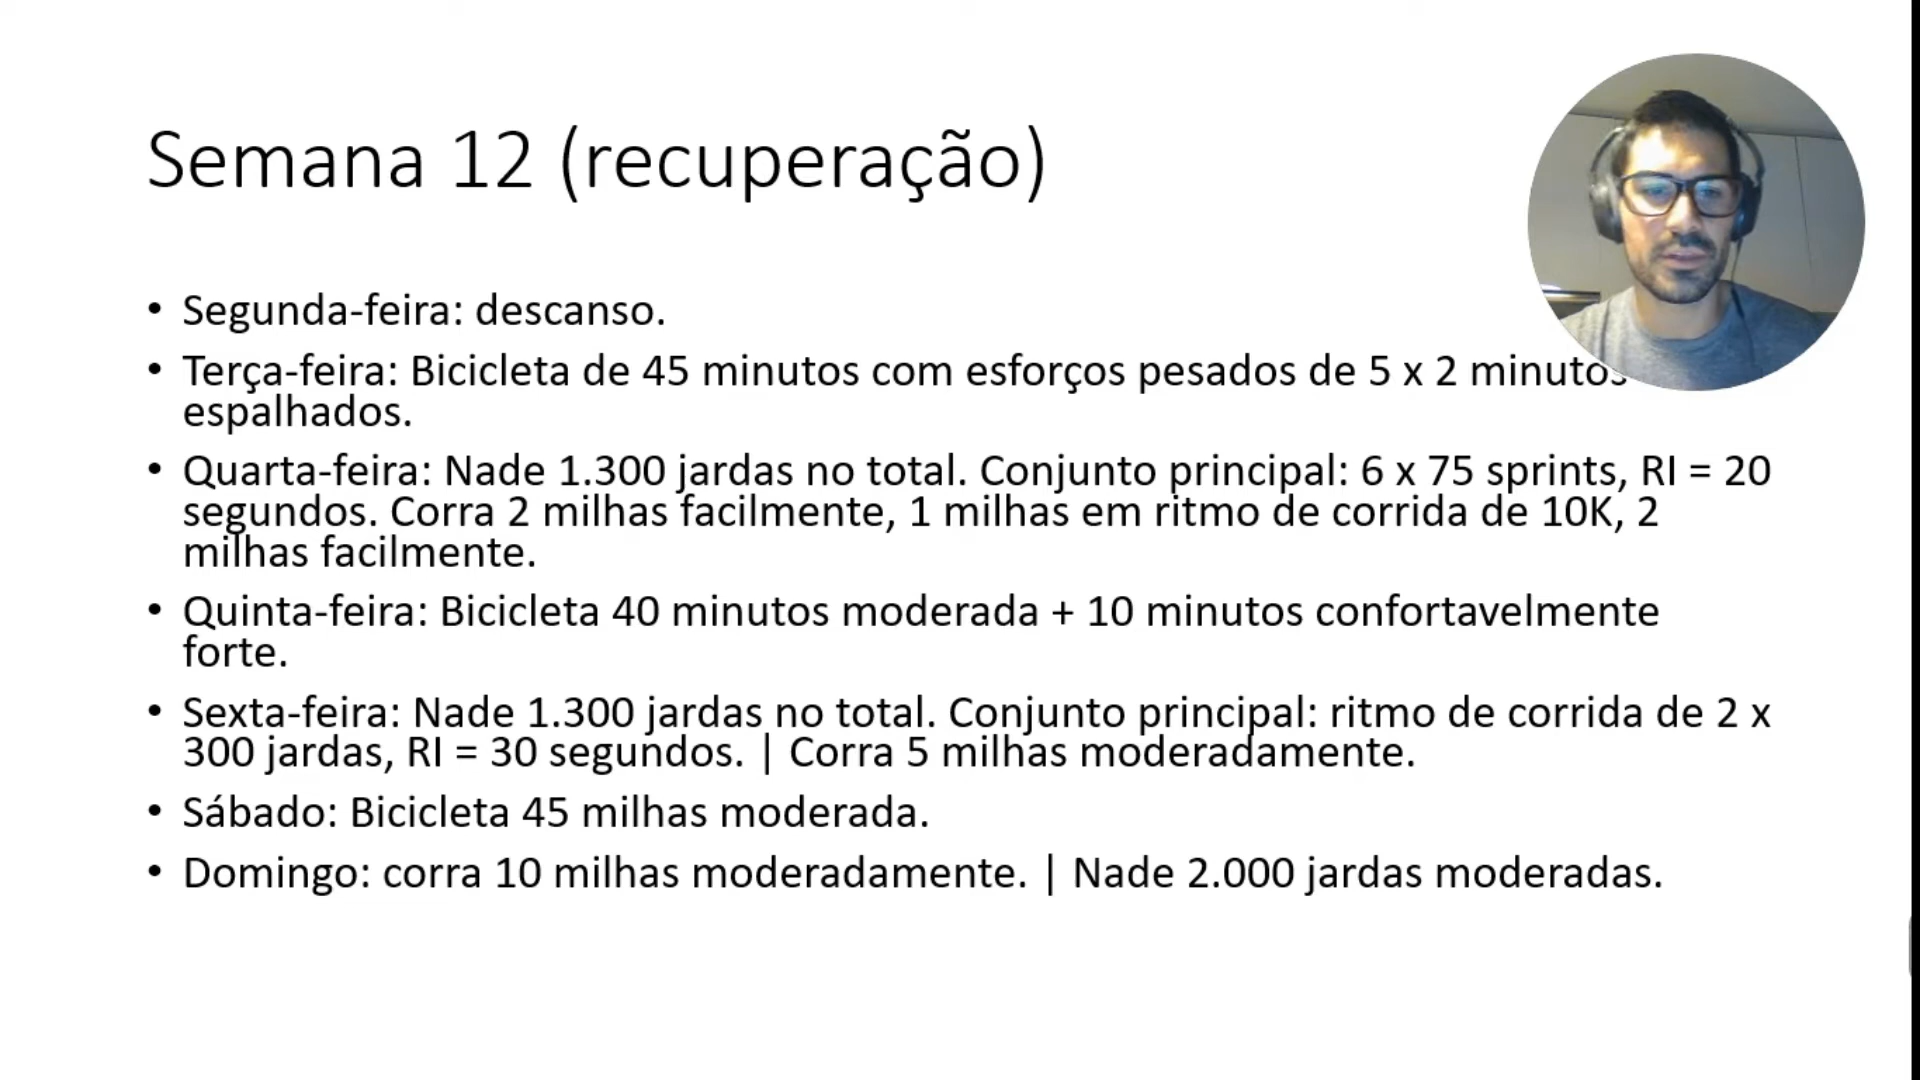 Semana 12 (recuperação)
• Segunda-feira: descanso.
• Terça-feira: Bicicleta de 45 minutos com esforços pesados de 5 x 2 minutos
espalhados.
• Quarta-feira: Nade 1.300 jardas no total. Conjunto principal: 6 x 75 sprints, RI = 20
segundos. Corra 2 milhas facilmente, 1 milhas em ritmo de corrida de 10K, 2
milhas facilmente.
• Quinta-feira: Bicicleta 40 minutos moderada + 10 minutos confortavelmente
forte.
• Sexta-feira: Nade 1.300 jardas no total. Conjunto principal: ritmo de corrida de 2 x
300 jardas, RI = 30 segundos. | Corra 5 milhas moderadamente.
• Sábado: Bicicleta 45 milhas moderada.
• Domingo: corra 10 milhas moderadamente. | Nade 2.000 jardas moderadas.